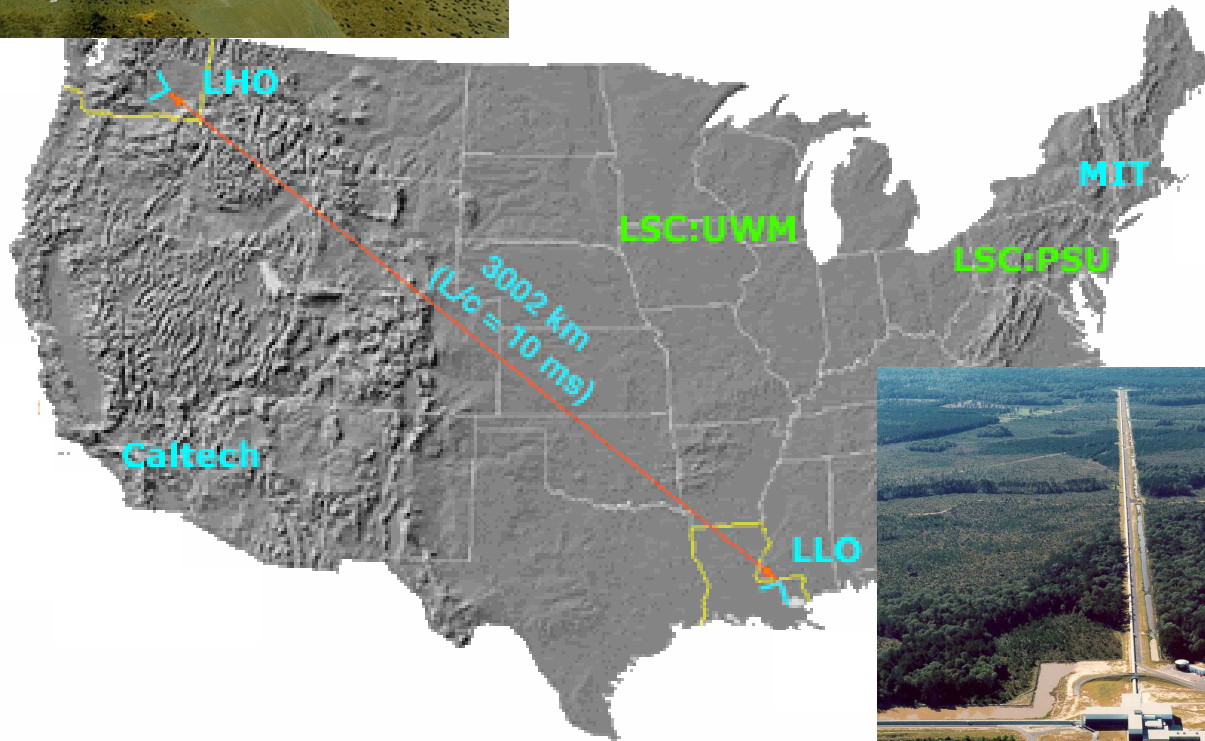 LHO
MIT
LSC:UWM
LSC:PSU
3002 km
(L/c = 10 ms)
Caltech
LLO